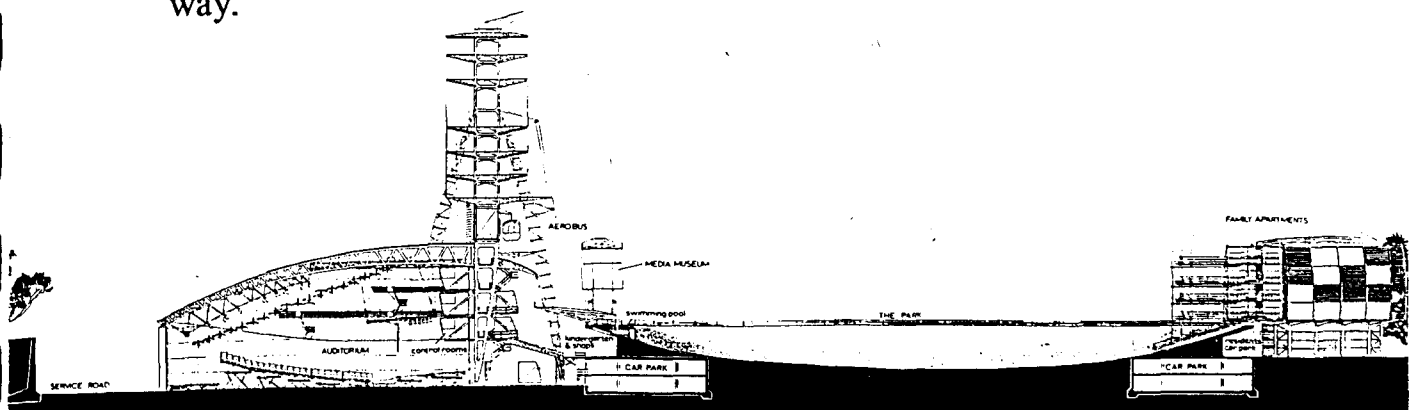 way.
FAMILY APARTMENTS
AEROBUS
MEDIA MUSEUM
swimming pool
THE PARK
kindergarten
& shops
AUDITORIUM
control rooms
car park
CAR PARK
CAR PARK
SERVICE ROAD